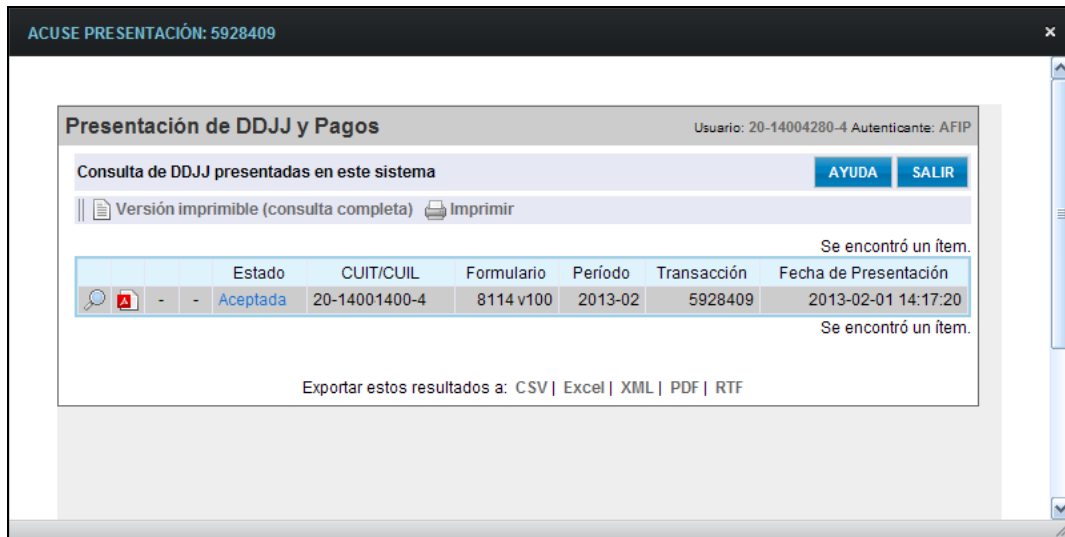 ACUSE PRESENTACIÓN: 5928409 ×
Presentación de DDJJ y Pagos Usuario: 20-14004280-4 Autenticante: AFIP
Consulta de DDJJ presentadas en este sistema AYUDA SALIR
Versión imprimible (consulta completa) Imprimir
Se encontró un ítem.
Estado CUIT/CUIL Formulario Período Transacción Fecha de Presentación
- - Aceptada 20-14001400-4 8114 v100 2013-02 5928409 2013-02-01 14:17:20
Se encontró un ítem.
Exportar estos resultados a: CSV | Excel | XML | PDF | RTF